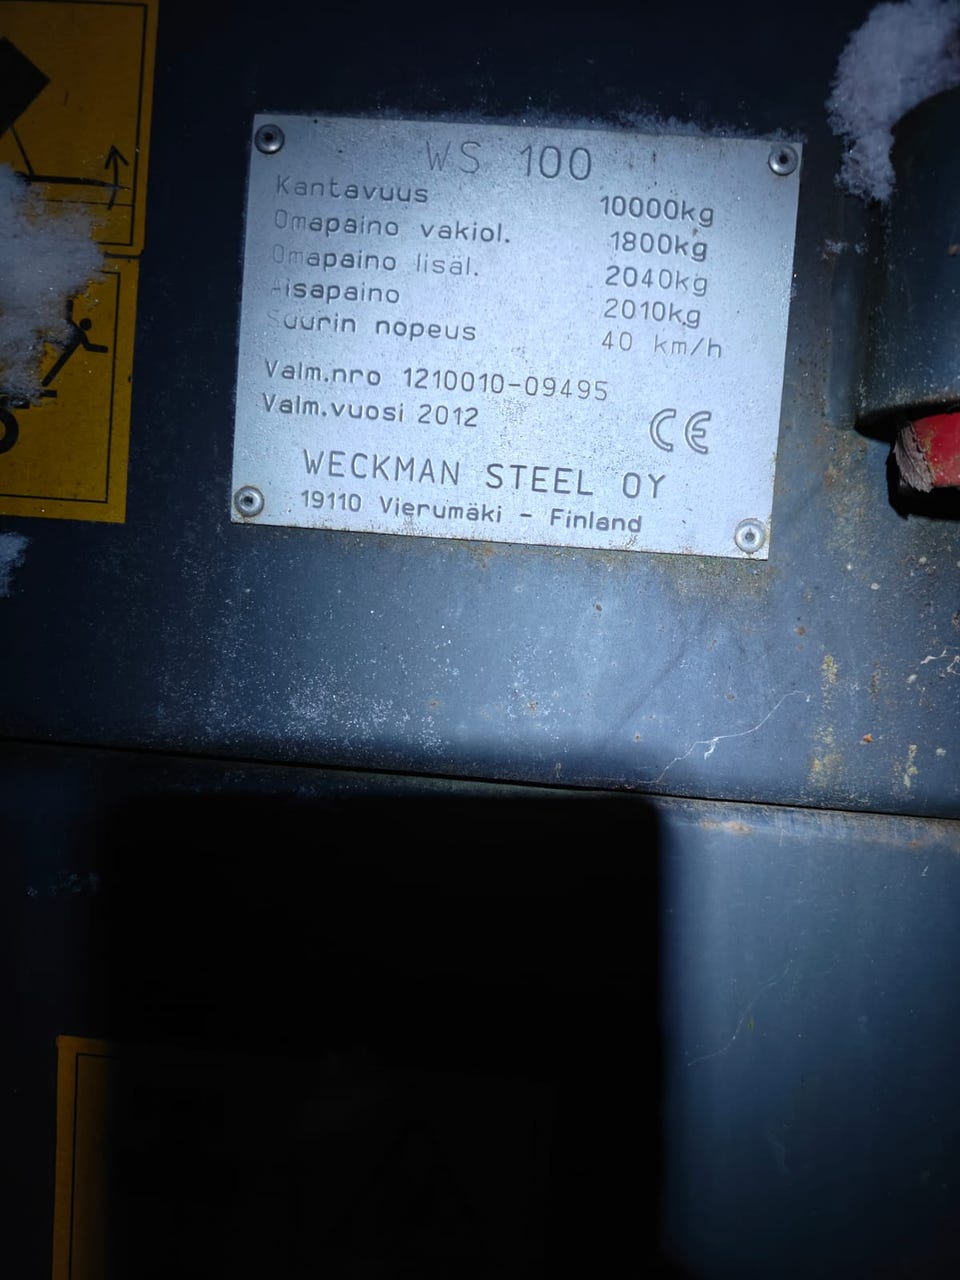 WS 100
Kantavuus 10000kg
Omapaino vakiol. 1800kg
Omapaino lisäl. 2040kg
-isapaino 2010kg
Suurin nopeus 40 km/h
Valm.nro 1210010-09495
Valm.vuosi 2012
CE
WECKMAN STEEL OY
19110 Vierumäki - Finland